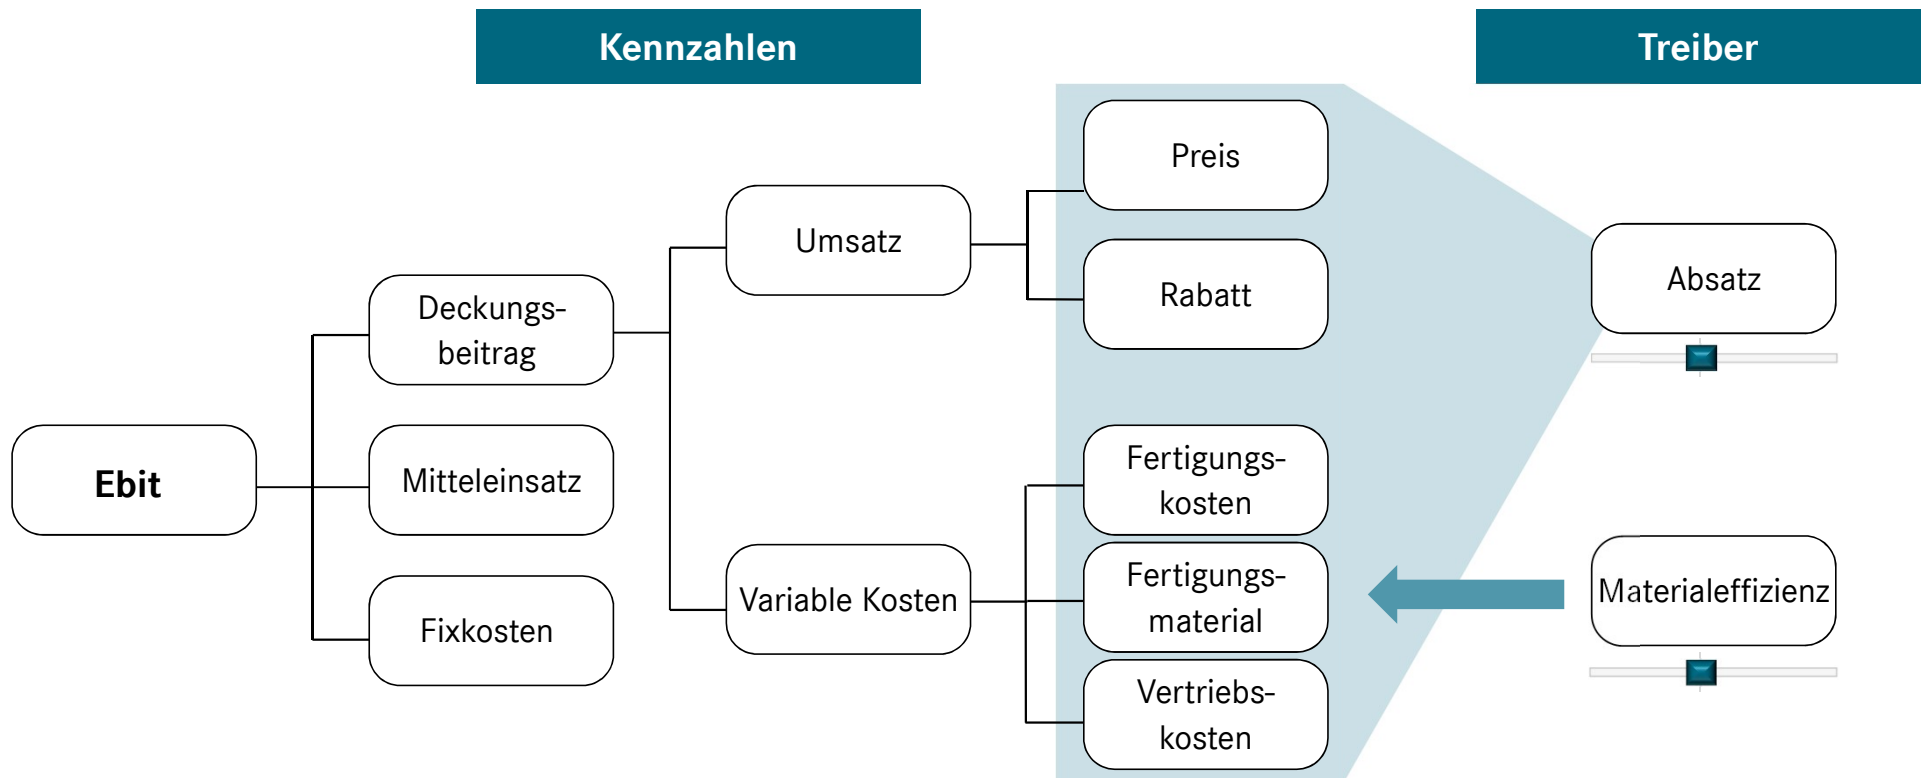 Kennzahlen
Treiber
Preis
Umsatz
Rabatt
Absatz
Deckungs-
beitrag
Ebit
Mitteleinsatz
Fertigungs-
kosten
Variable Kosten
Fertigungs-
material
Materialeffizienz
Fixkosten
Vertriebs-
kosten